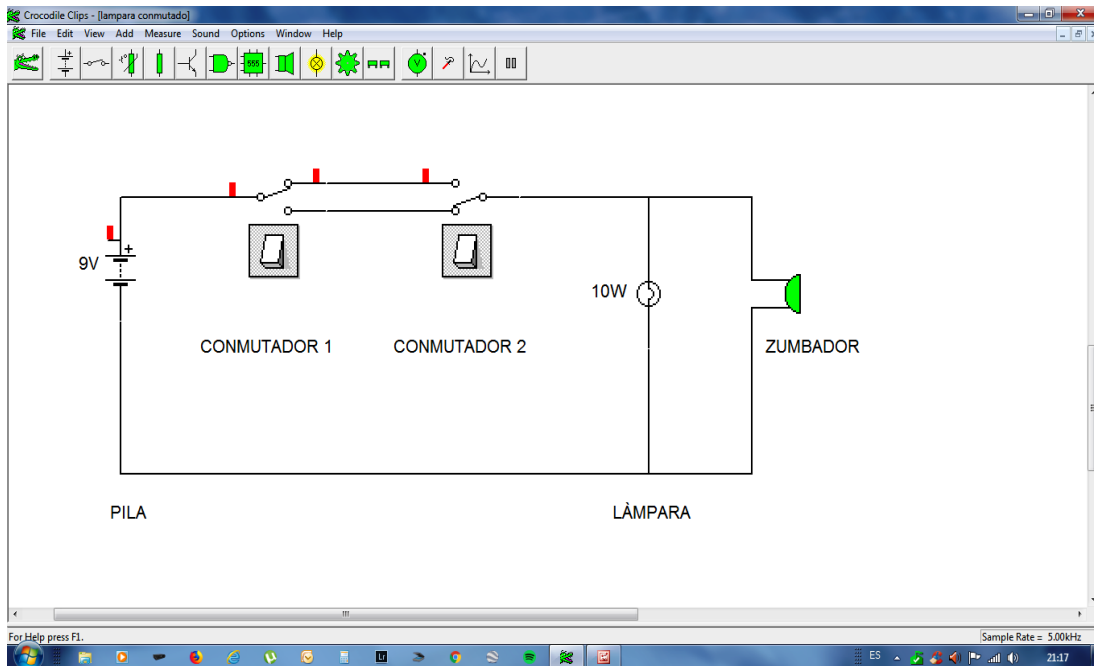 Crocodile Clips - [lampara conmutado]
File Edit View Add Measure Sound Options Window Help
555
V
9V
+
10W
CONMUTADOR 1
CONMUTADOR 2
ZUMBADOR
PILA
LÀMPARA
For Help press F1.
Sample Rate = 5.00kHz
Lr
ES
21:17